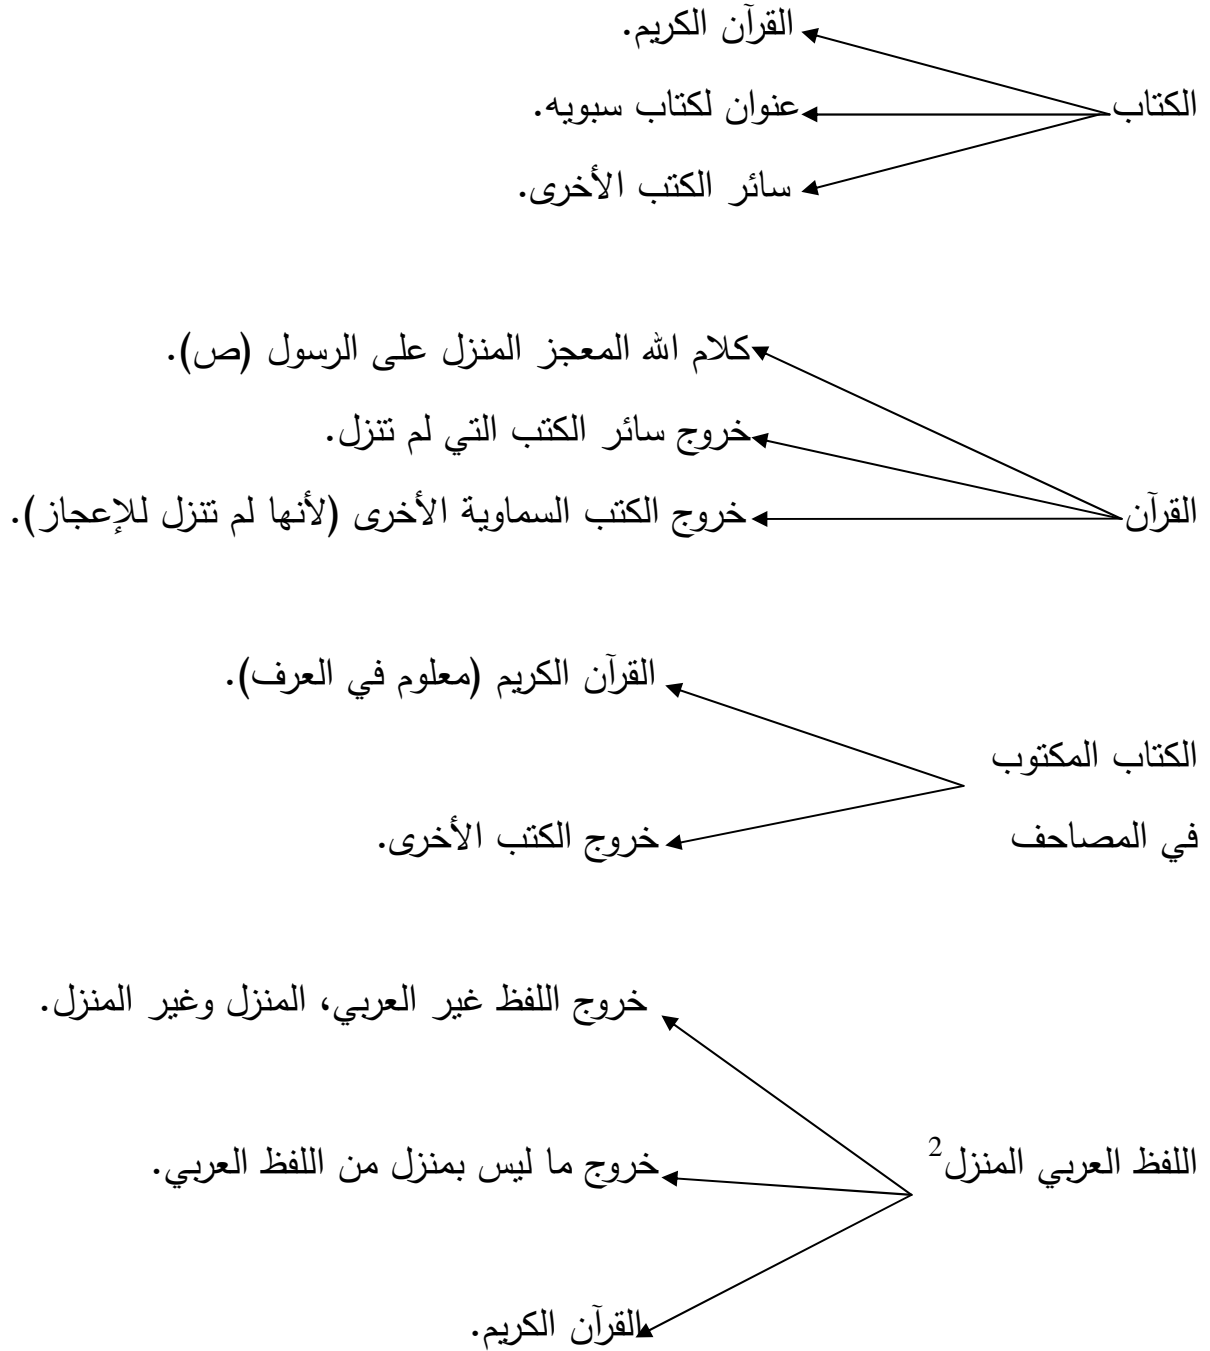 القرآن الكريم.
الكتاب عنوان لكتاب سبويه.
سائر الكتب الأخرى.
كلام الله المعجز المنزل على الرسول (ص).
خروج سائر الكتب التي لم تتزل.
القرآن خروج الكتب السماوية الأخرى (لأنها لم تتزل للإعجاز).
القرآن الكريم (معلوم في العرف).
الكتاب المكتوب
في المصاحف خروج الكتب الأخرى.
خروج اللفظ غير العربي، المنزل وغير المنزل.
اللفظ العربي المنزل2 خروج ما ليس بمنزل من اللفظ العربي.
القرآن الكريم.